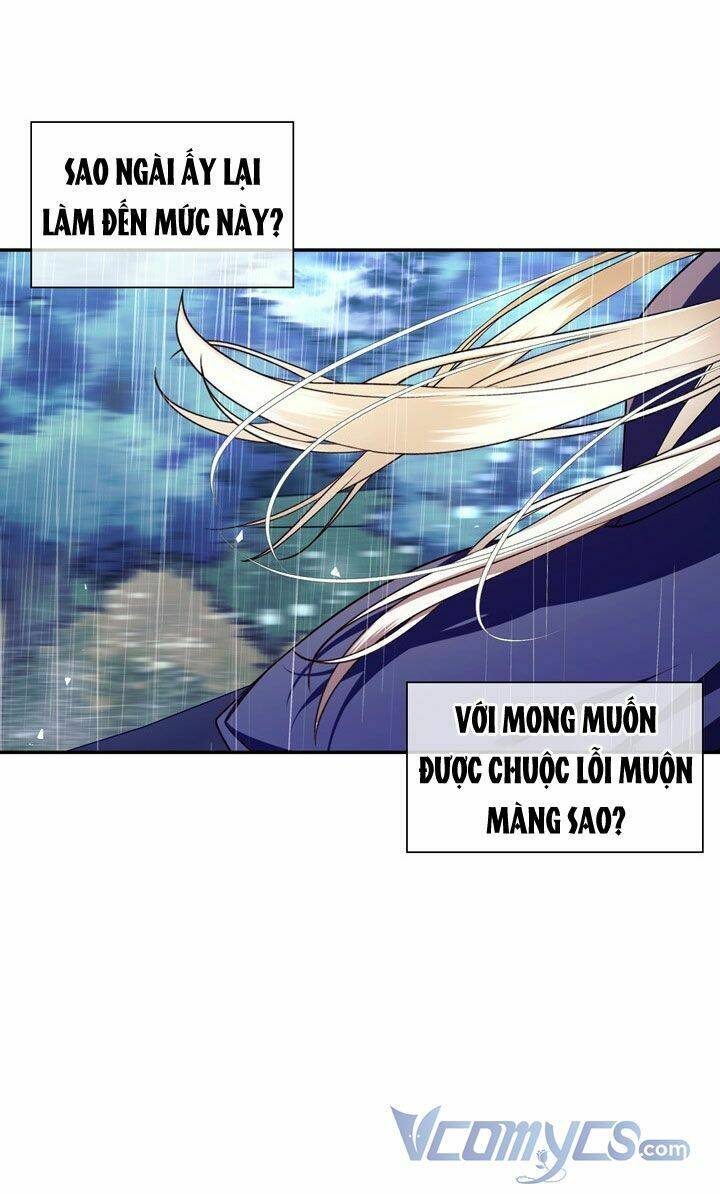 SAO NGÀI ẤY LẠI
LÀM ĐẾN MỨC NÀY?
VỚI MONG MUỐN
ĐƯỢC CHUỘC LỖI MUỘN
MÀNG SAO?
VCOMYCS.com